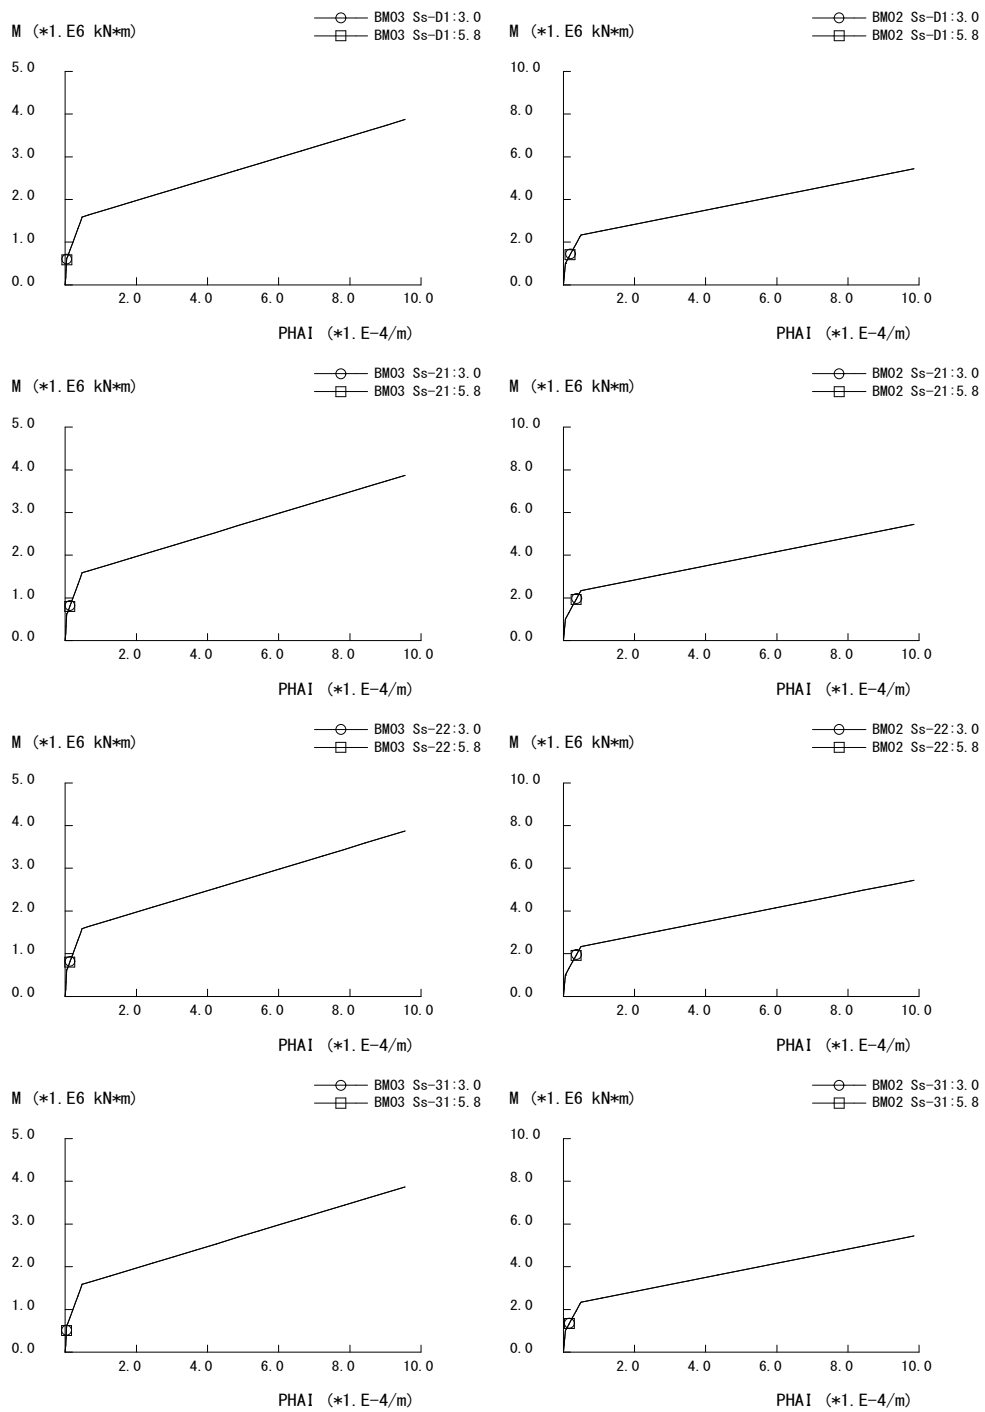 M (*1.E6 kN*m)
BM03 Ss-D1:3.0
BM03 Ss-D1:5.8
5.0
4.0
3.0
2.0
1.0
0.0
2.0 4.0 6.0 8.0 10.0
PHAI (*1.E-4/m)
M (*1.E6 kN*m)
BM02 Ss-D1:3.0
BM02 Ss-D1:5.8
10.0
8.0
6.0
4.0
2.0
0.0
2.0 4.0 6.0 8.0 10.0
PHAI (*1.E-4/m)
M (*1.E6 kN*m)
BM03 Ss-21:3.0
BM03 Ss-21:5.8
5.0
4.0
3.0
2.0
1.0
0.0
2.0 4.0 6.0 8.0 10.0
PHAI (*1.E-4/m)
M (*1.E6 kN*m)
BM02 Ss-21:3.0
BM02 Ss-21:5.8
10.0
8.0
6.0
4.0
2.0
0.0
2.0 4.0 6.0 8.0 10.0
PHAI (*1.E-4/m)
M (*1.E6 kN*m)
BM03 Ss-22:3.0
BM03 Ss-22:5.8
5.0
4.0
3.0
2.0
1.0
0.0
2.0 4.0 6.0 8.0 10.0
PHAI (*1.E-4/m)
M (*1.E6 kN*m)
BM02 Ss-22:3.0
BM02 Ss-22:5.8
10.0
8.0
6.0
4.0
2.0
0.0
2.0 4.0 6.0 8.0 10.0
PHAI (*1.E-4/m)
M (*1.E6 kN*m)
BM03 Ss-31:3.0
BM03 Ss-31:5.8
5.0
4.0
3.0
2.0
1.0
0.0
2.0 4.0 6.0 8.0 10.0
PHAI (*1.E-4/m)
M (*1.E6 kN*m)
BM02 Ss-31:3.0
BM02 Ss-31:5.8
10.0
8.0
6.0
4.0
2.0
0.0
2.0 4.0 6.0 8.0 10.0
PHAI (*1.E-4/m)